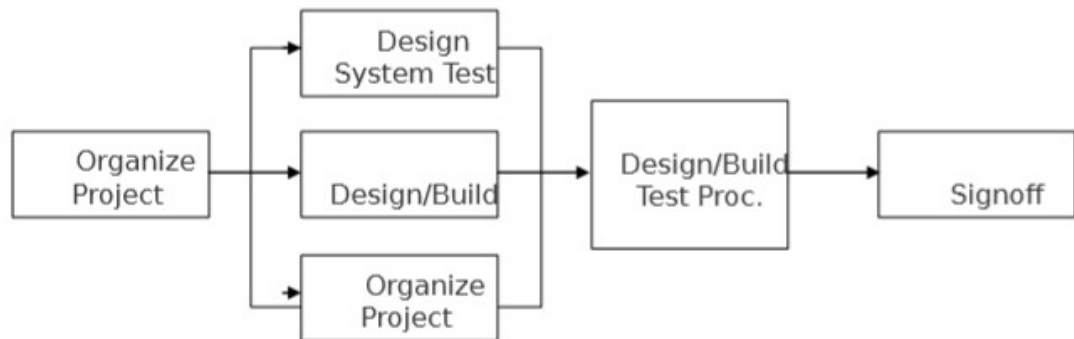 Organize
Project
Design
System Test
Design/Build
Organize
Project
Design/Build
Test Proc.
Signoff